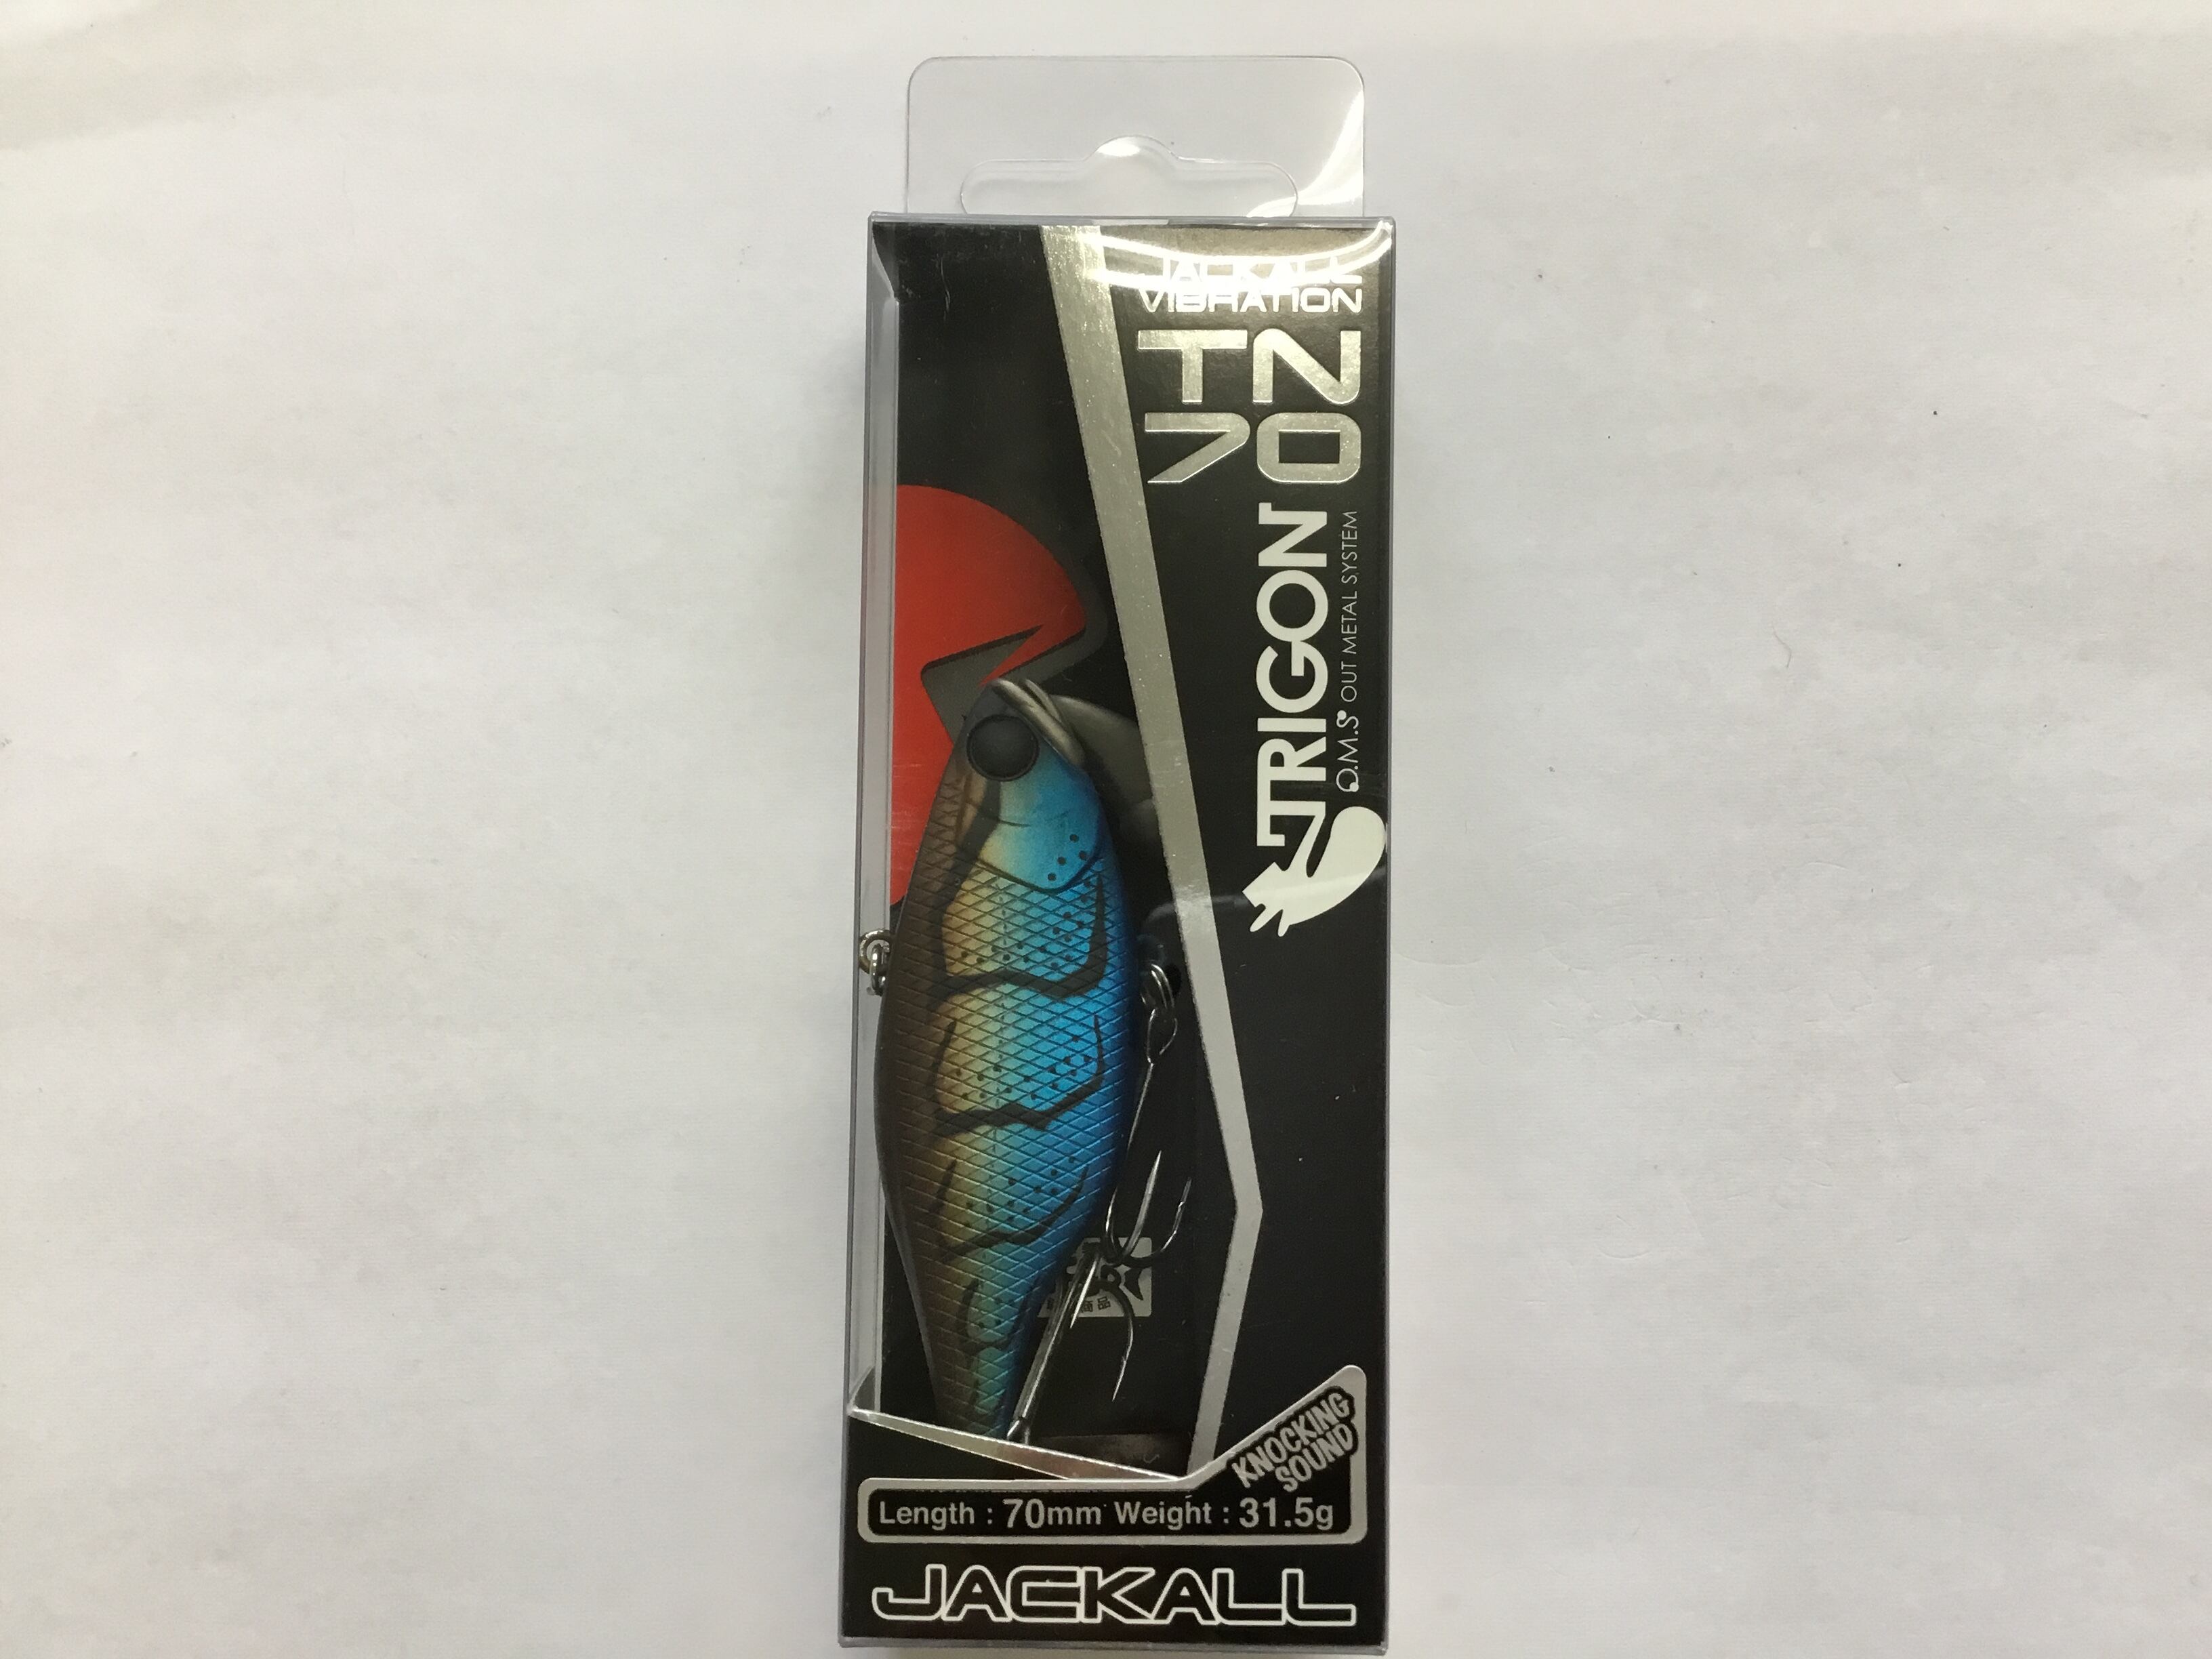 JACKALL
VIBRATION
TN
70
TRIGON
O.M.S OUT METAL SYSTEM
KNOCKING
SOUND
Length : 70mm Weight : 31.5g
JACKALL